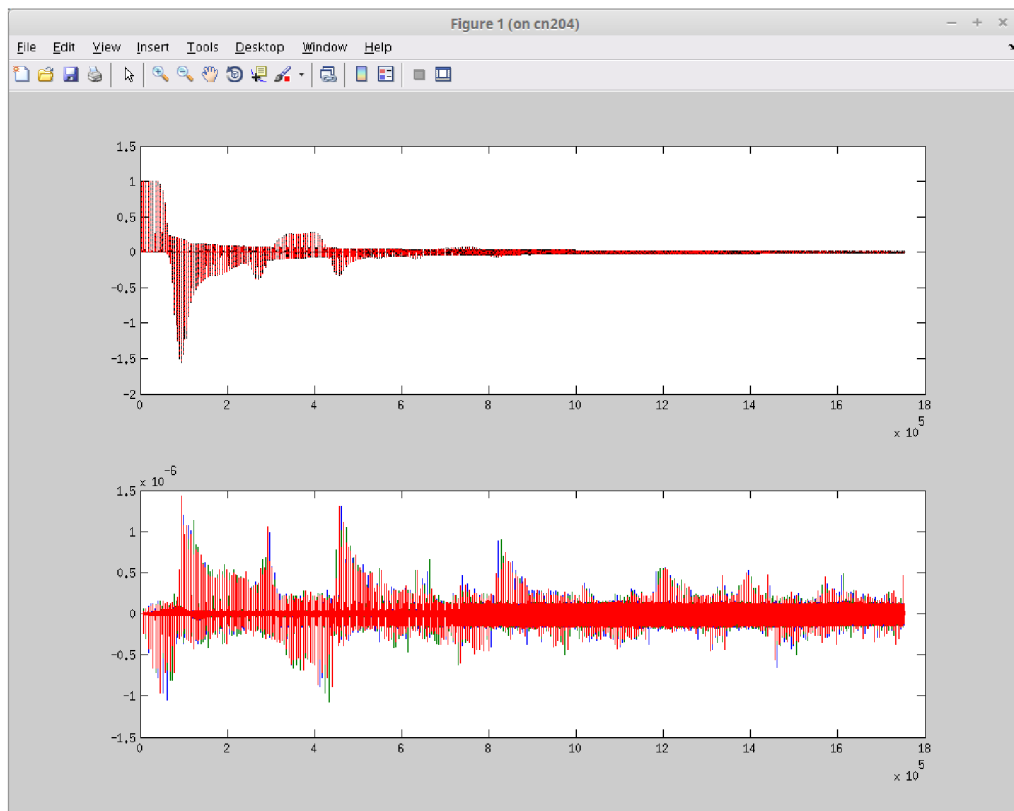 Figure 1 (on cn204)
File Edit View Insert Tools Desktop Window Help
1.5
1
0.5
0
-0.5
-1
-1.5
-2
0 2 4 6 8 10 12 14 16 18
x 10^5
x 10^-6
1.5
1
0.5
0
-0.5
-1
-1.5
0 2 4 6 8 10 12 14 16 18
x 10^5